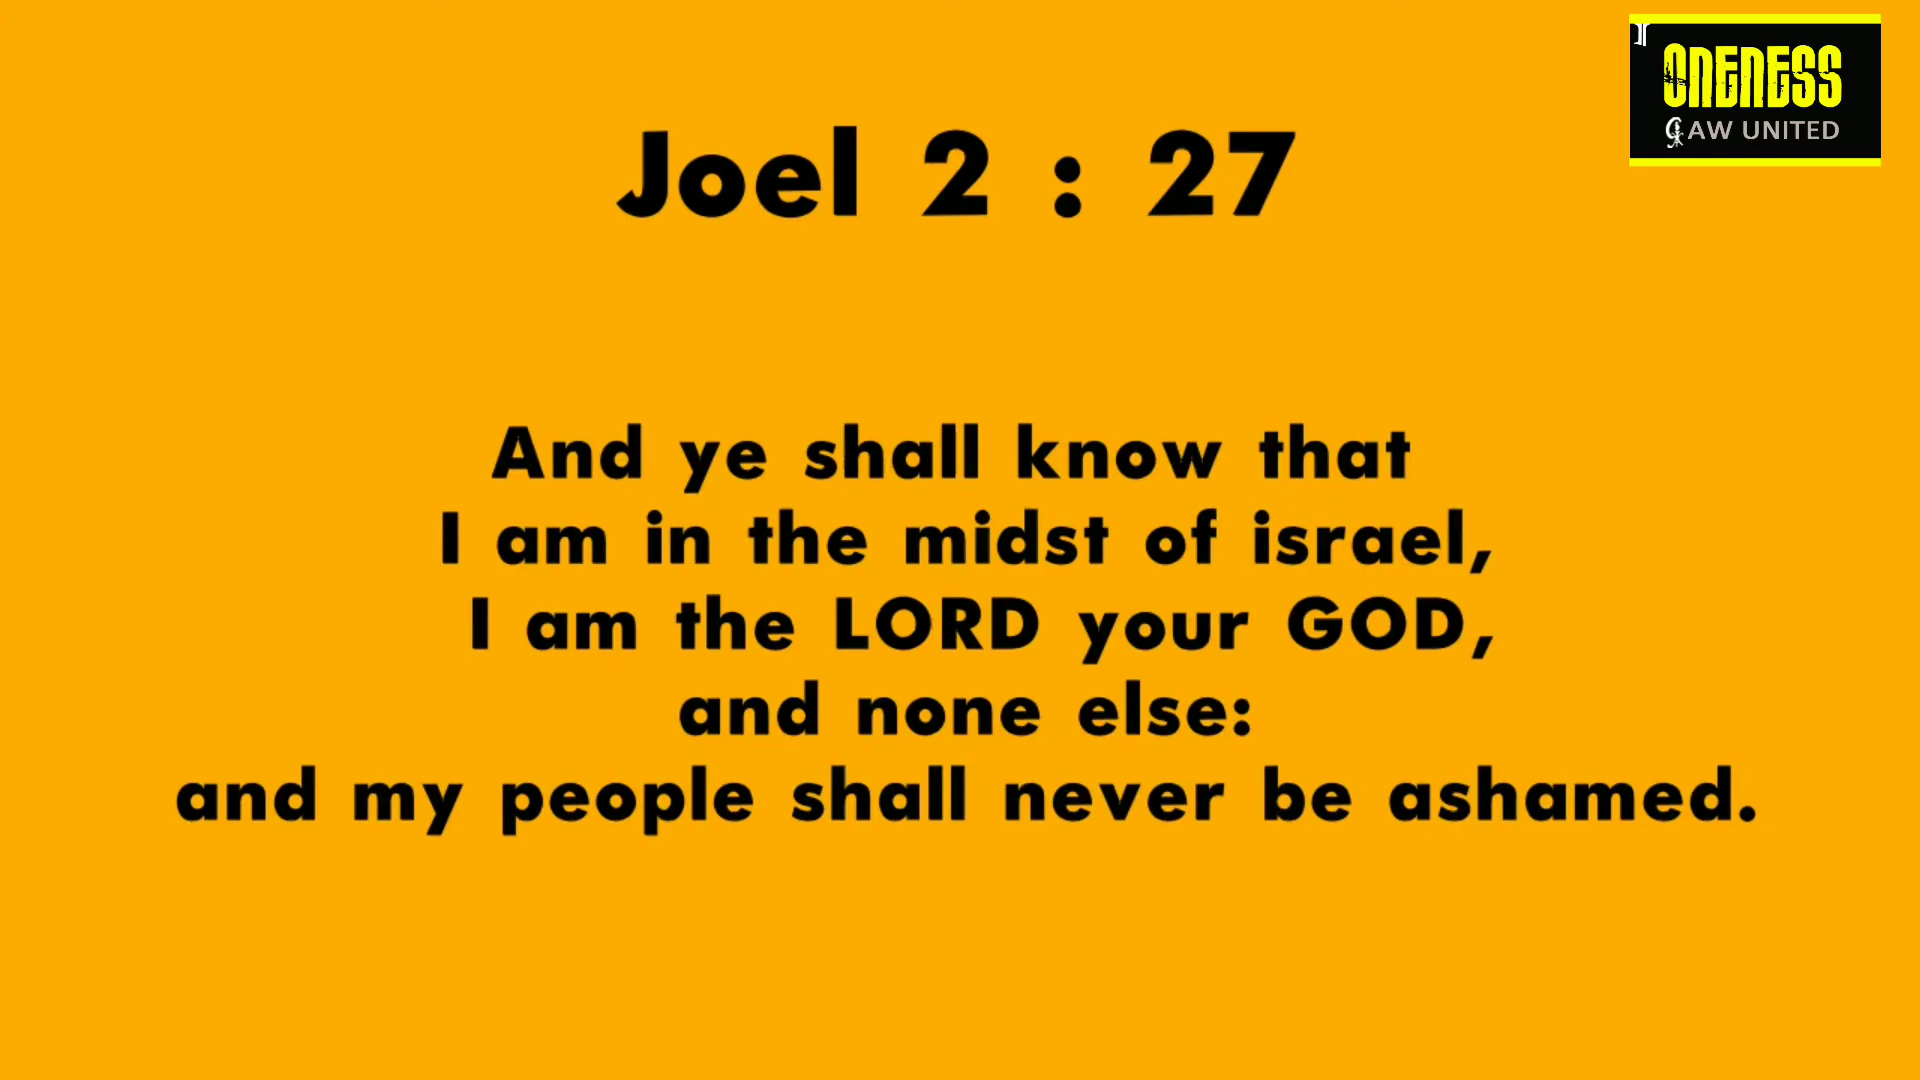 ONENESS
AW UNITED
Joel 2 : 27
And ye shall know that
I am in the midst of israel,
I am the LORD your GOD,
and none else:
and my people shall never be ashamed.